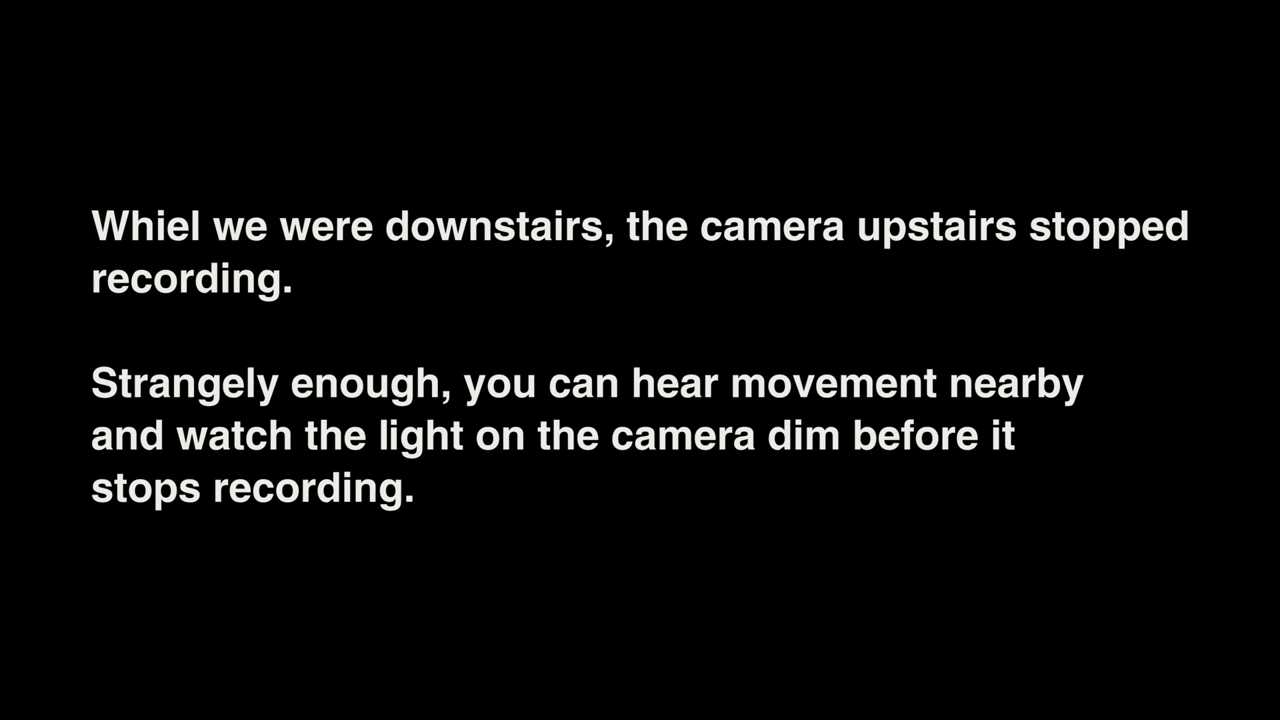 Whiel we were downstairs, the camera upstairs stopped
recording.
Strangely enough, you can hear movement nearby
and watch the light on the camera dim before it
stops recording.